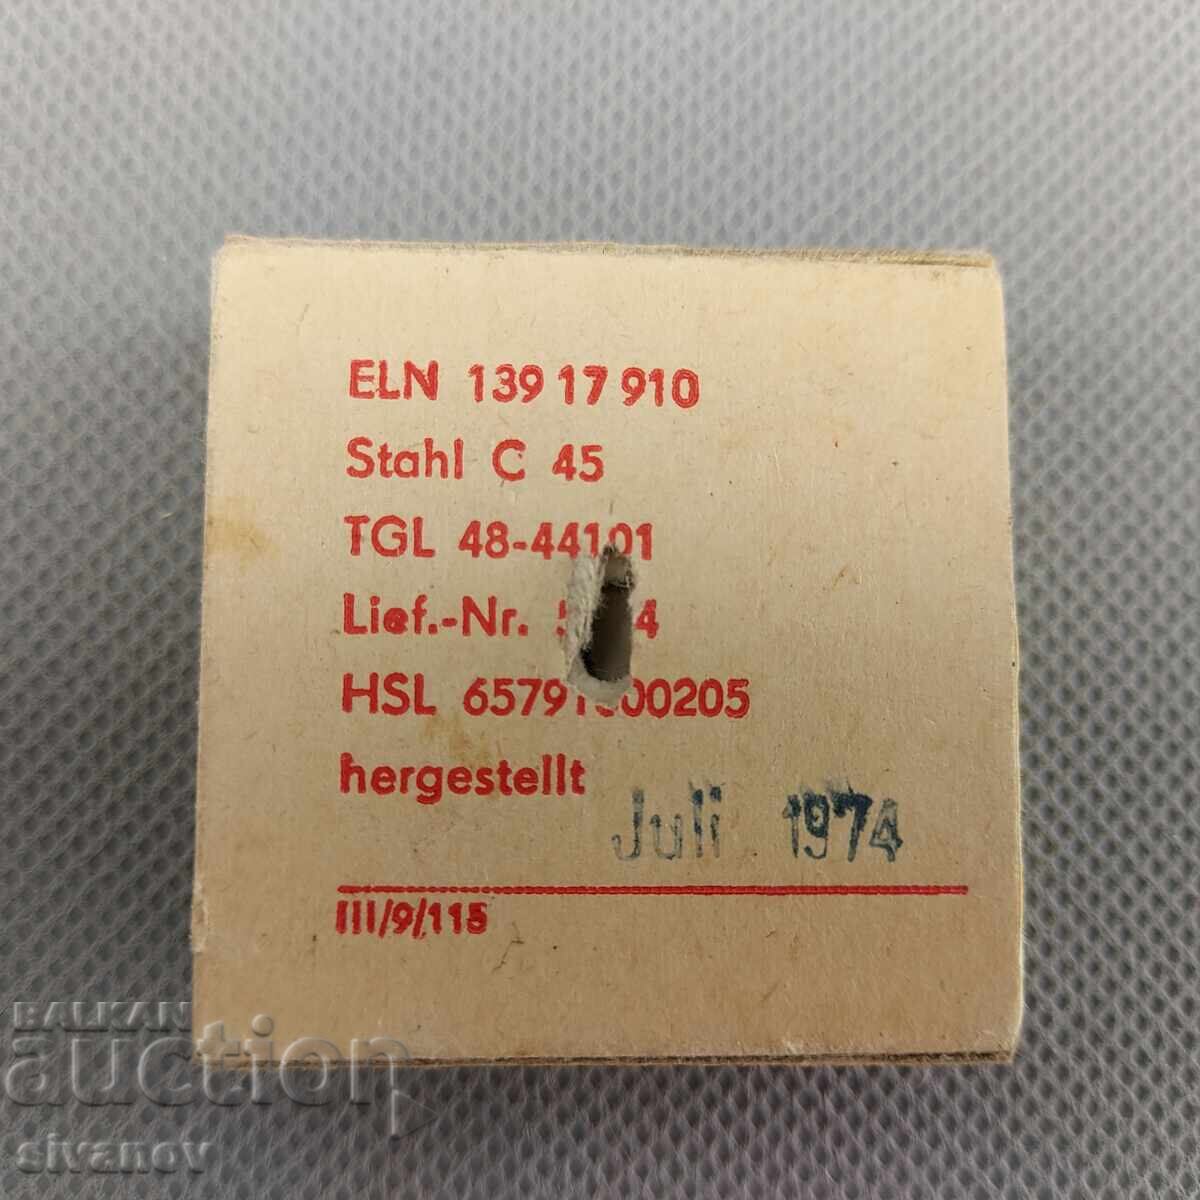 ELN 139 17 910
Stahl C 45
TGL 48-44101
Lief.-Nr.
HSL
hergestellt Juli 1974
III/9/115
BALKAN
auction
sivanov